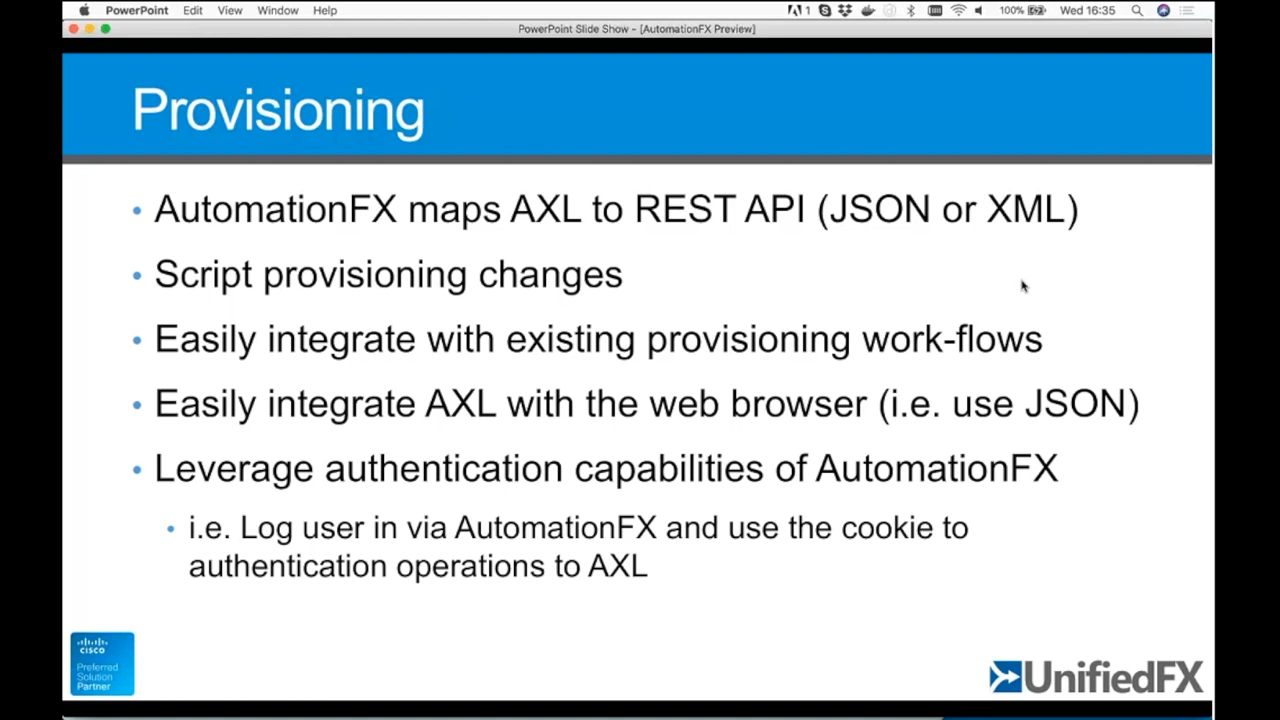 PowerPoint Edit View Window Help 1 100% Wed 16:35
PowerPoint Slide Show - [AutomationFX Preview]
Provisioning
• AutomationFX maps AXL to REST API (JSON or XML)
• Script provisioning changes
• Easily integrate with existing provisioning work-flows
• Easily integrate AXL with the web browser (i.e. use JSON)
• Leverage authentication capabilities of AutomationFX
• i.e. Log user in via AutomationFX and use the cookie to
authentication operations to AXL
CISCO
Preferred
Solution
Partner
UnifiedFX